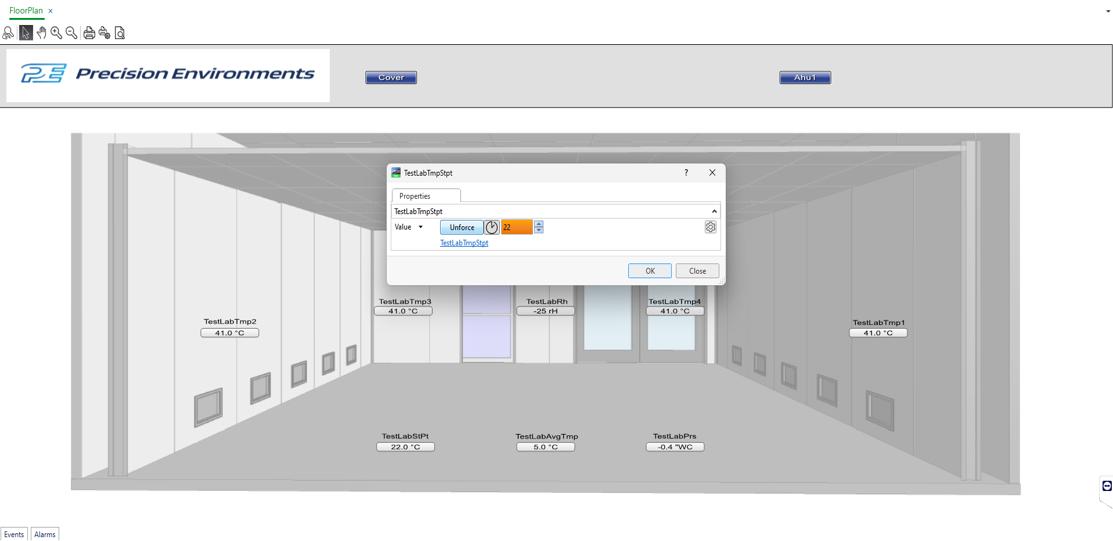 FloorPlan ×
PE Precision Environments
Cover
Ahu1
TestLabTmpStpt ?
Properties
TestLabTmpStpt
Value Unforce 22
TestLabTmpStpt
OK Close
TestLabTmp3
41.0 °C
TestLabRh
-25 rH
TestLabTmp4
41.0 °C
TestLabTmp2
41.0 °C
TestLabTmp1
41.0 °C
TestLabStPt
22.0 °C
TestLabAvgTmp
5.0 °C
TestLabPrs
-0.4 "WC
Events Alarms